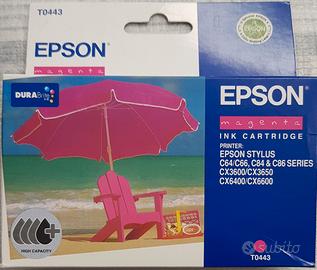 T0443
EPSON
magenta
DURABrite
EPSON
magenta
INK CARTRIDGE
PRINTER:
EPSON STYLUS
C64/C66, C84 & C86 SERIES
CX3600/CX3650
CX6400/CX6600
HIGH CAPACITY
T0443
subito